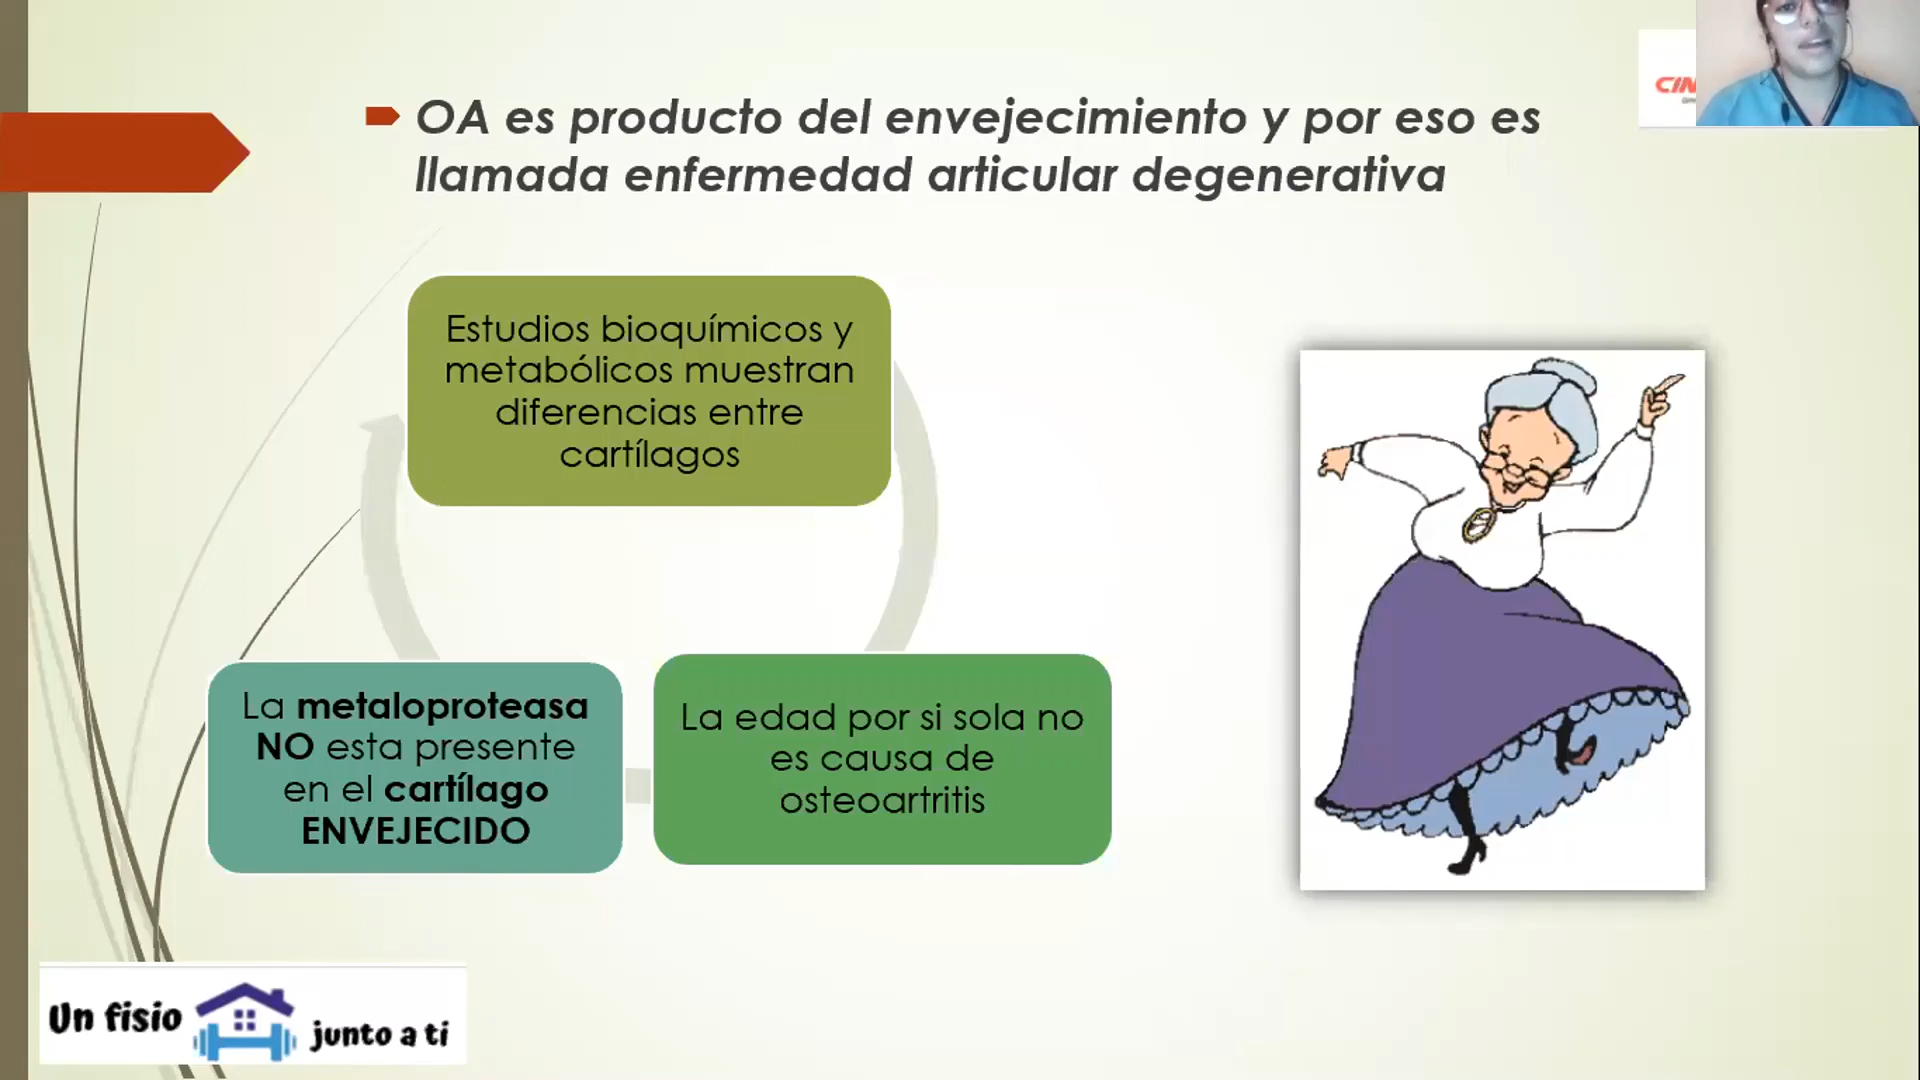 OA es producto del envejecimiento y por eso es
llamada enfermedad articular degenerativa
Estudios bioquímicos y
metabólicos muestran
diferencias entre
cartílagos
La metaloproteasa
NO esta presente
en el cartílago
ENVEJECIDO
La edad por si sola no
es causa de
osteoartritis
Un fisio
junto a ti